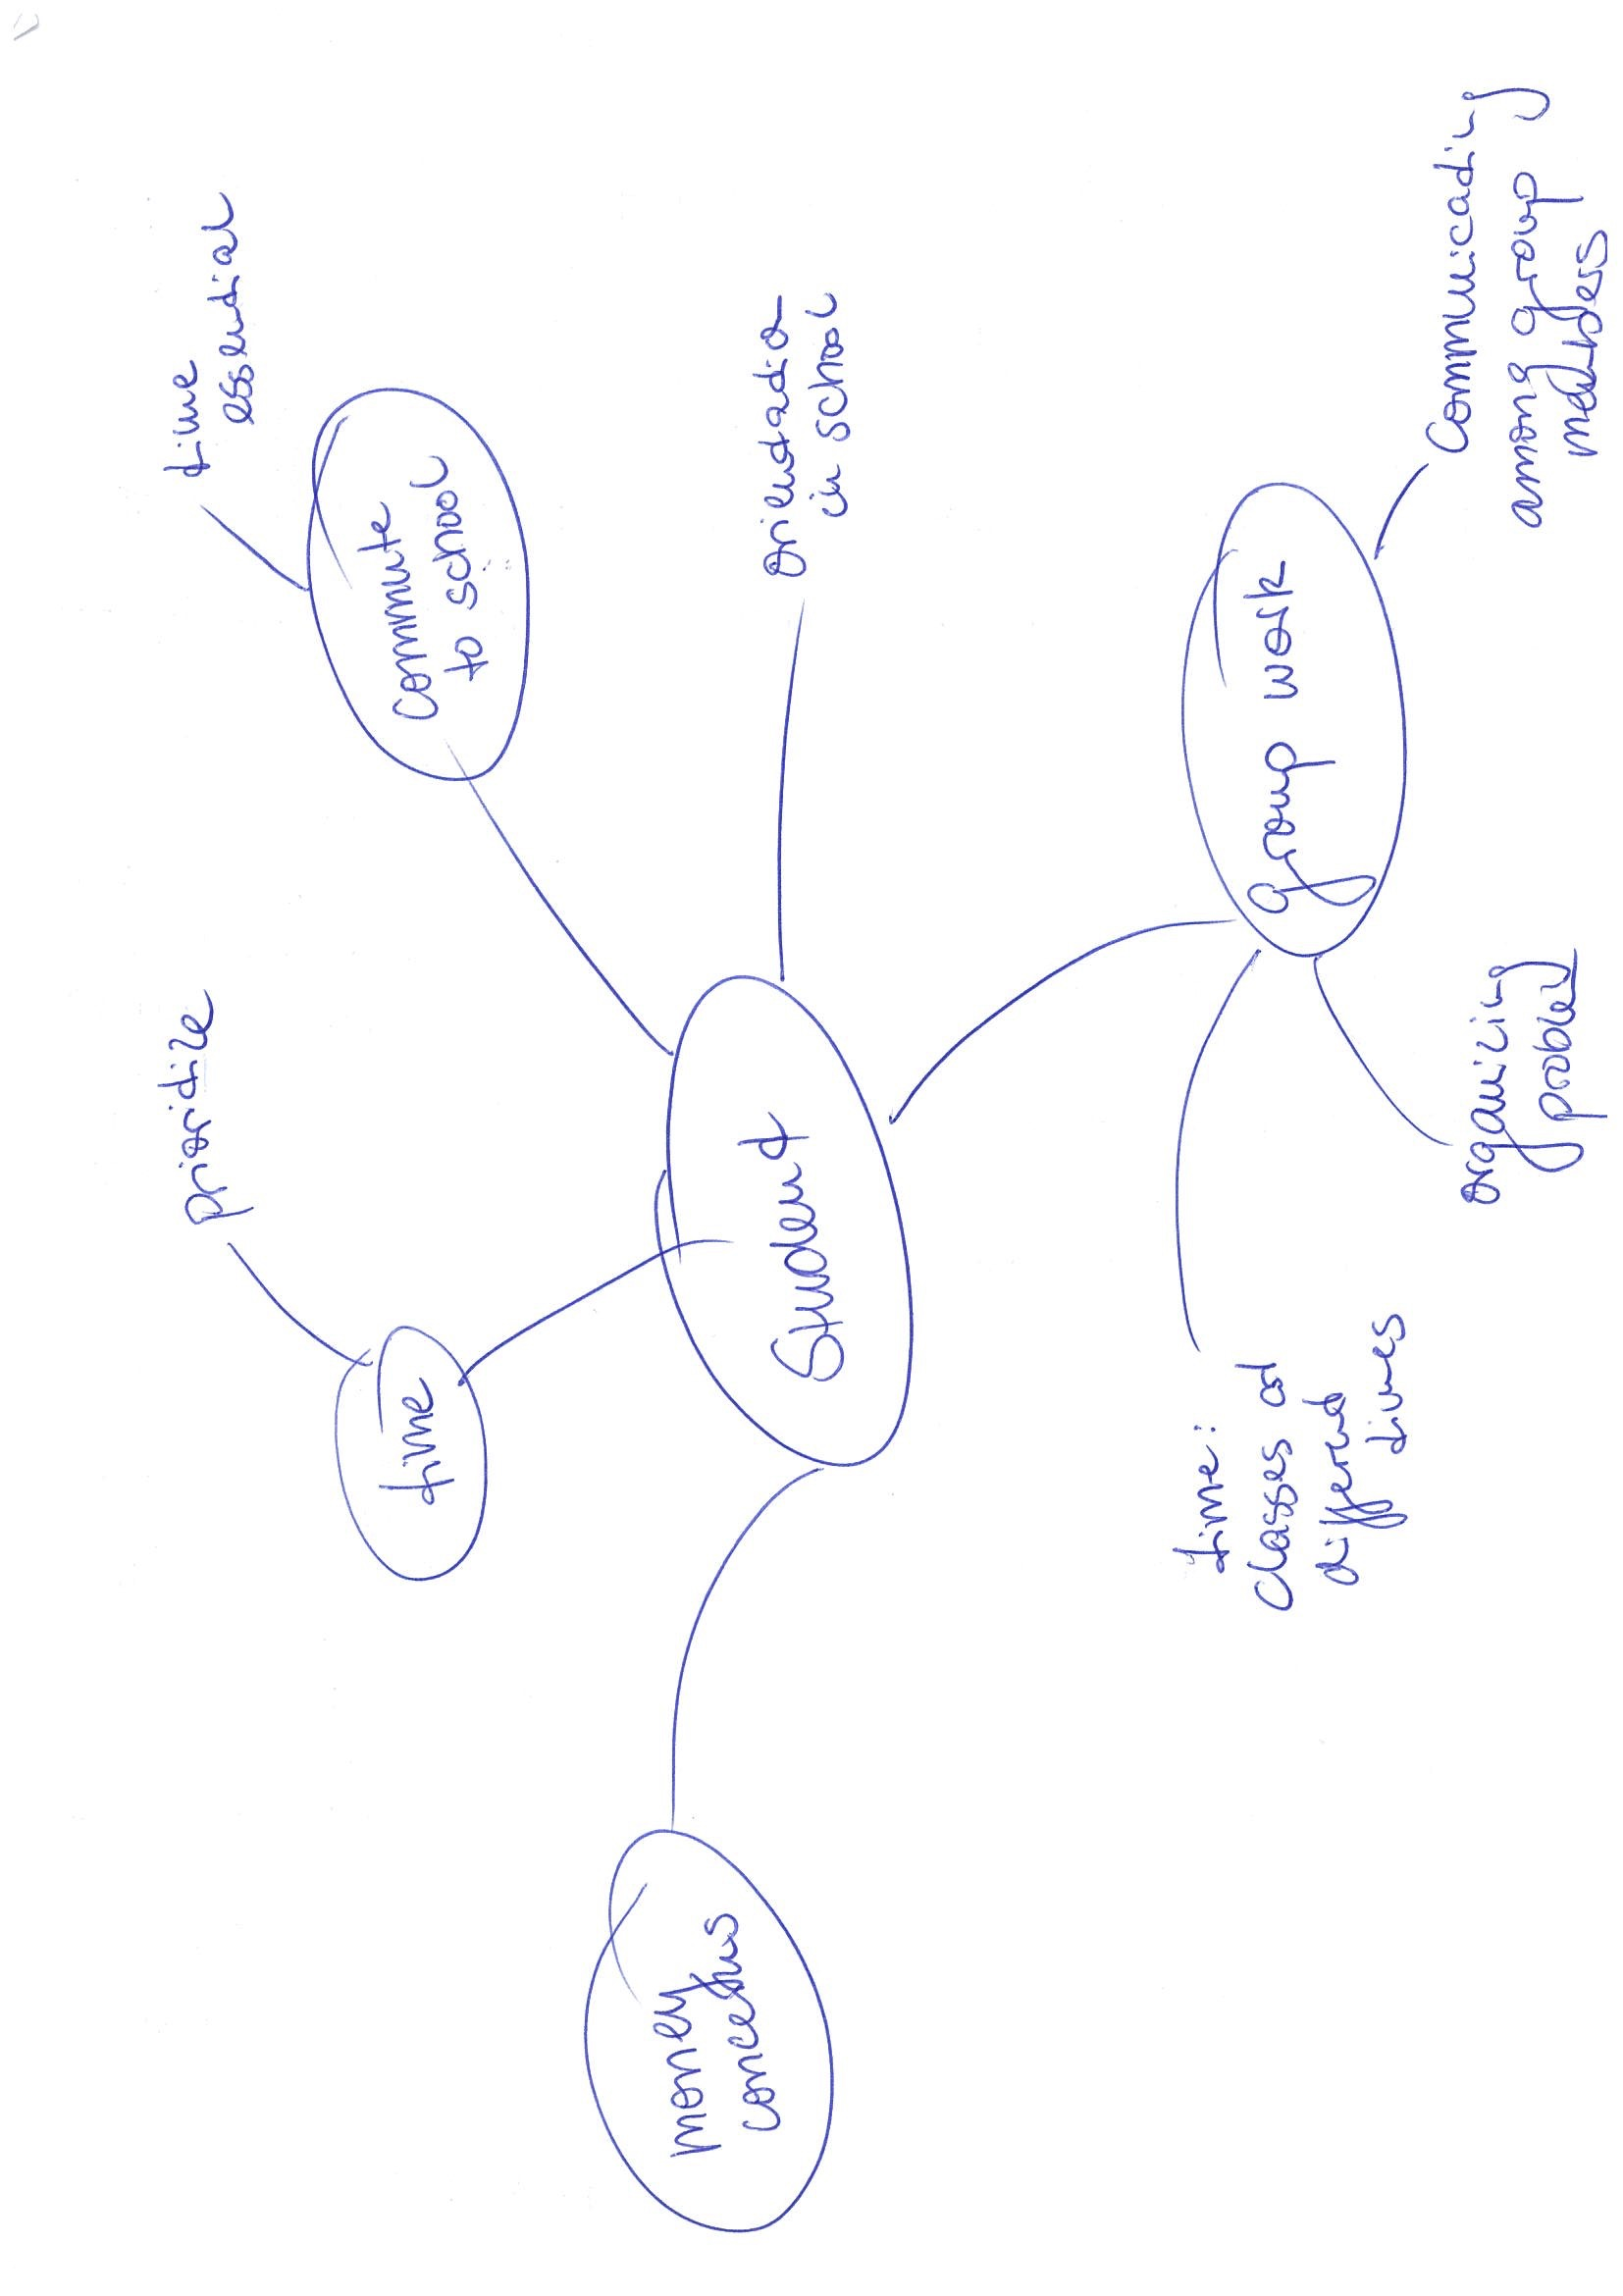 time
essential
commute
to school
prioritize
time
orientation
in school
Student
money
concerns
group work
Communicating
among group
members
time:
classes at
different
times
organizing